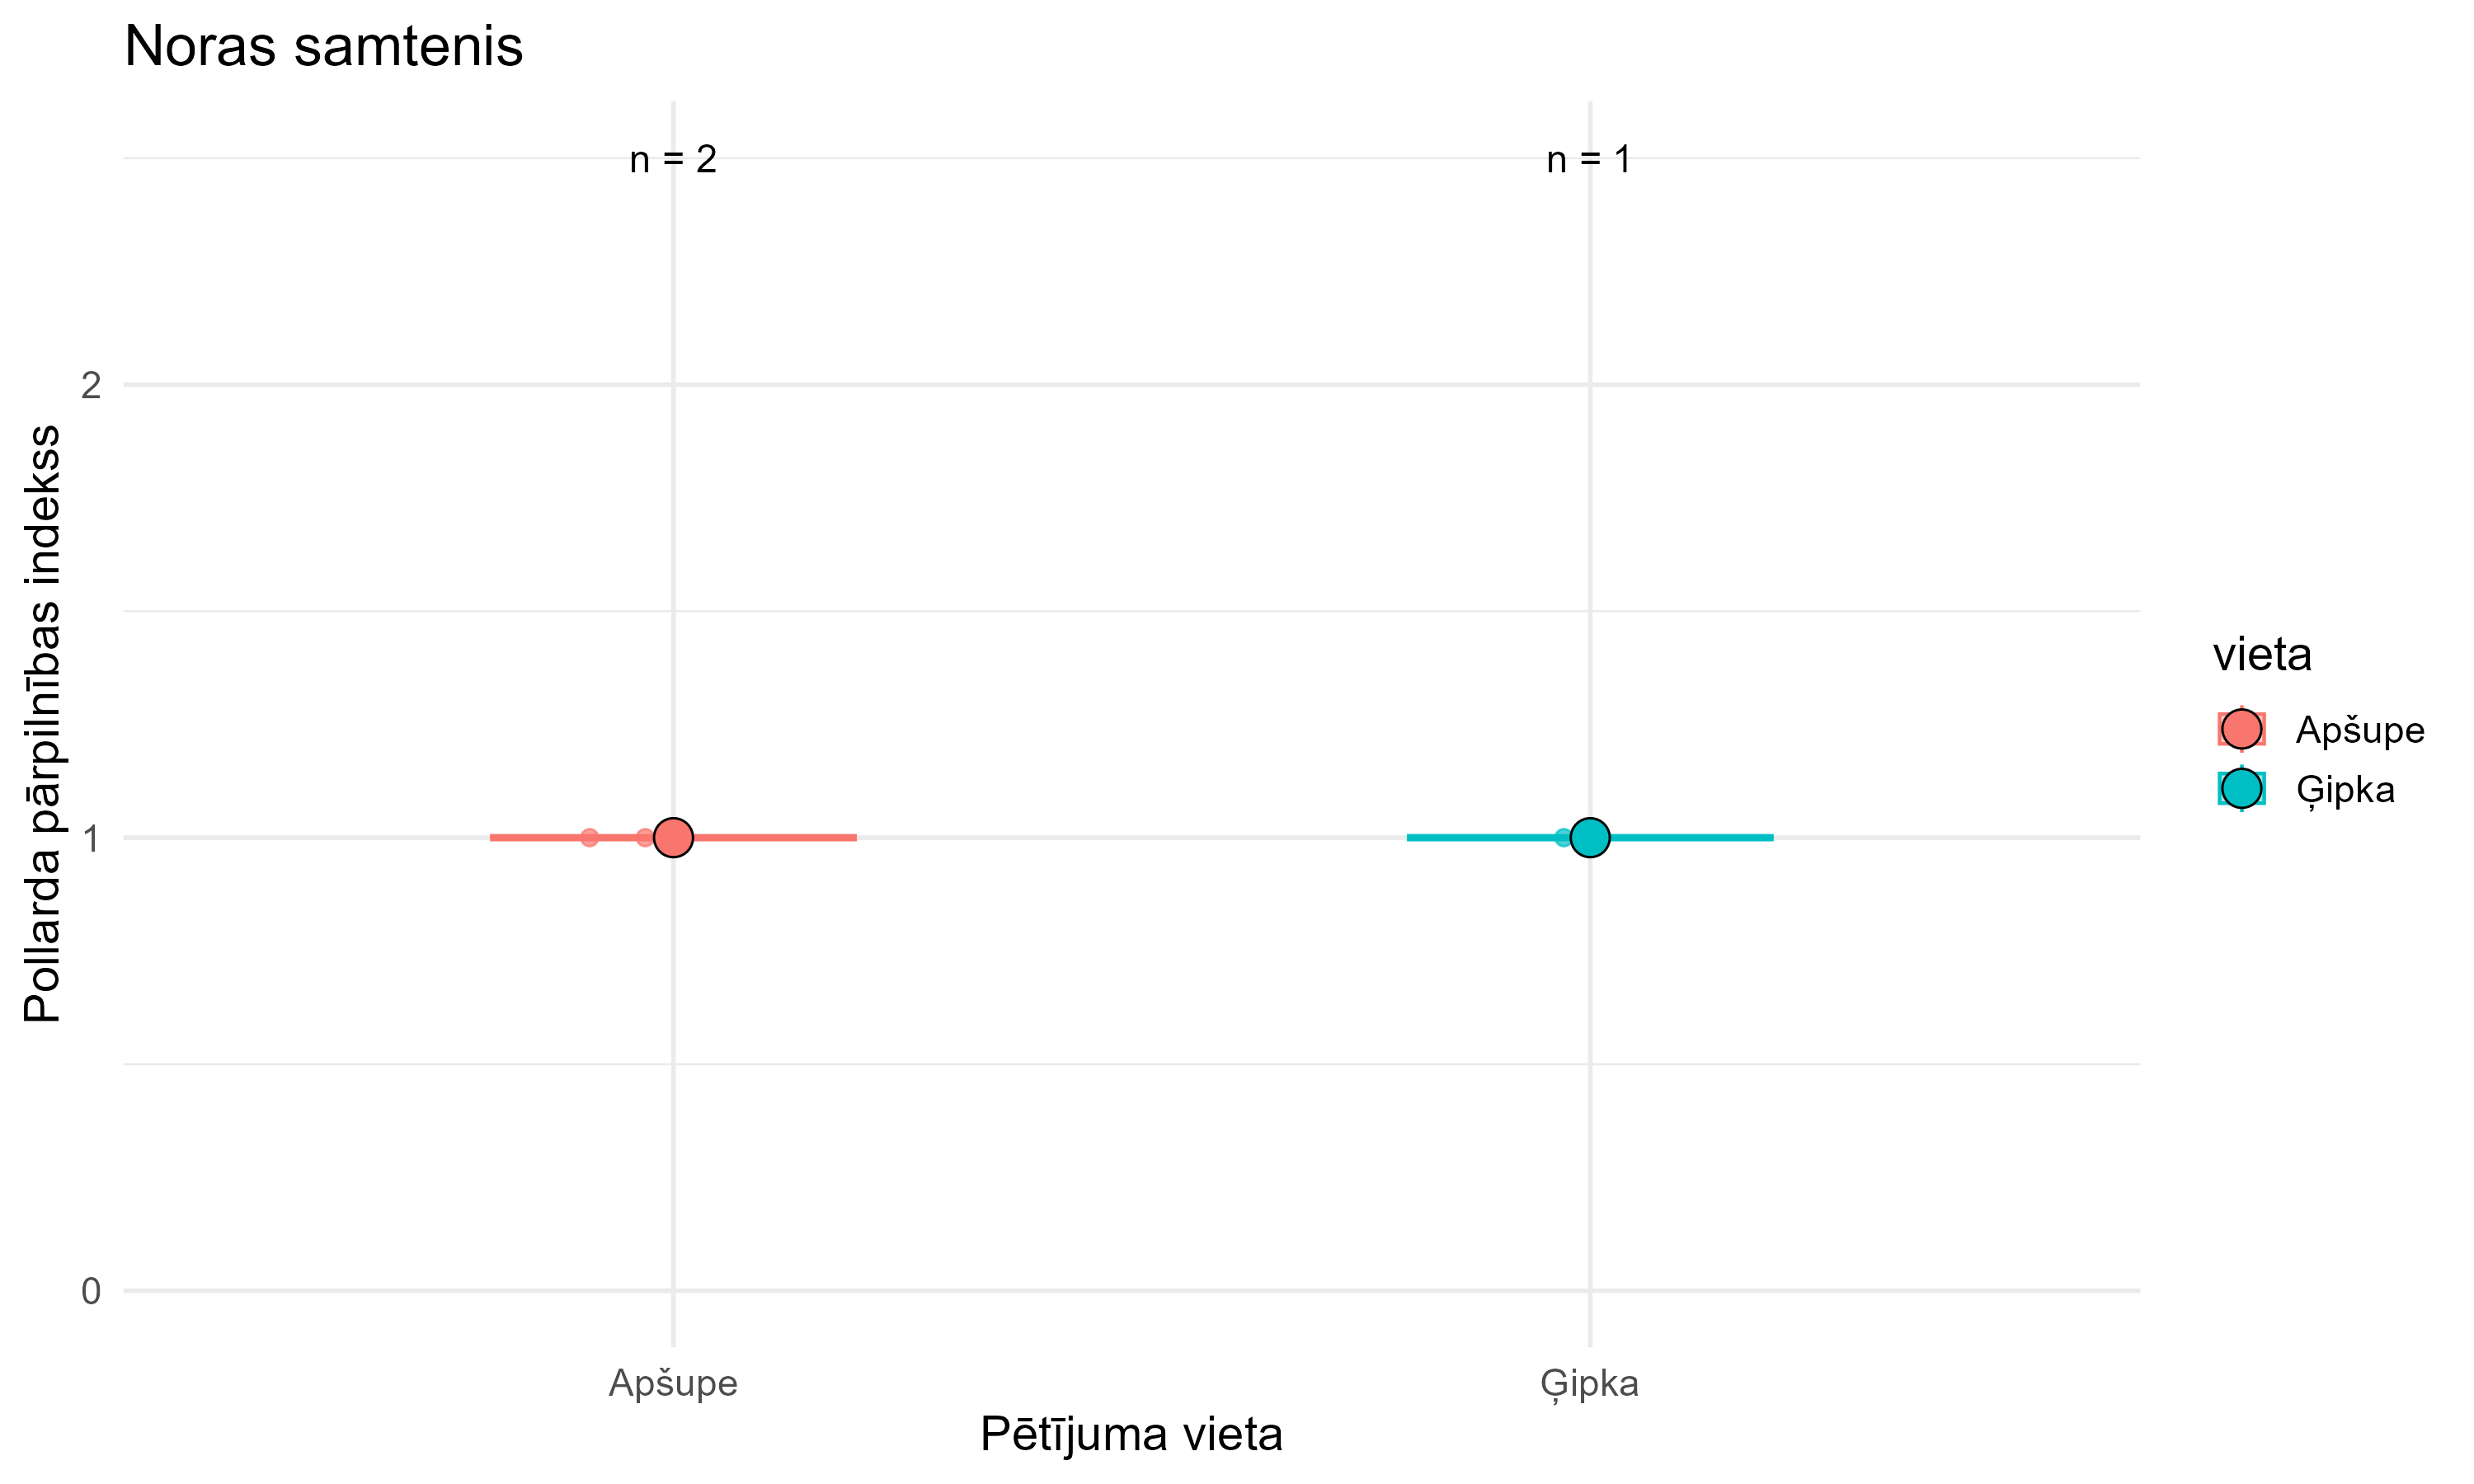 Noras samtenis
n = 2
n = 1
2
1
0
Pollarda pārpilnības indekss
Apšupe
Ģipka
Pētījuma vieta
vieta
Apšupe
Ģipka